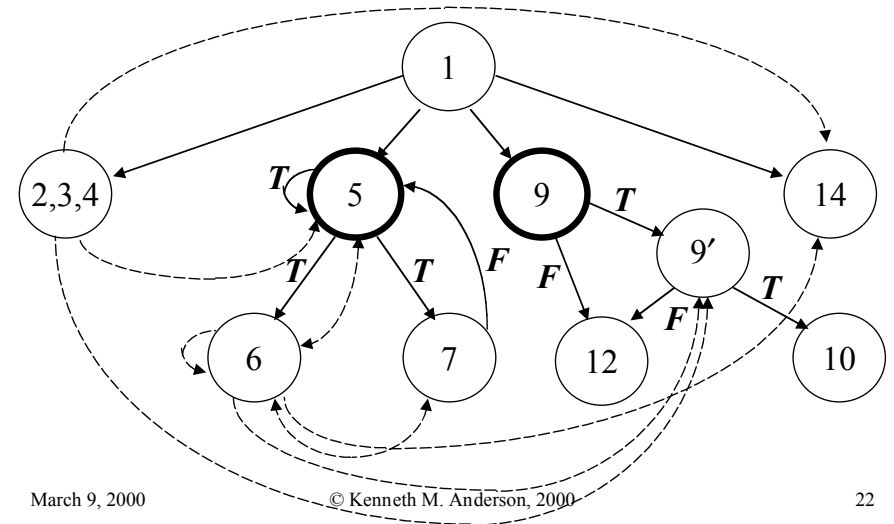 1
2,3,4
T
5
9
T
14
9′
T
T
F
F
F
T
6
7
12
10
March 9, 2000
© Kenneth M. Anderson, 2000
22